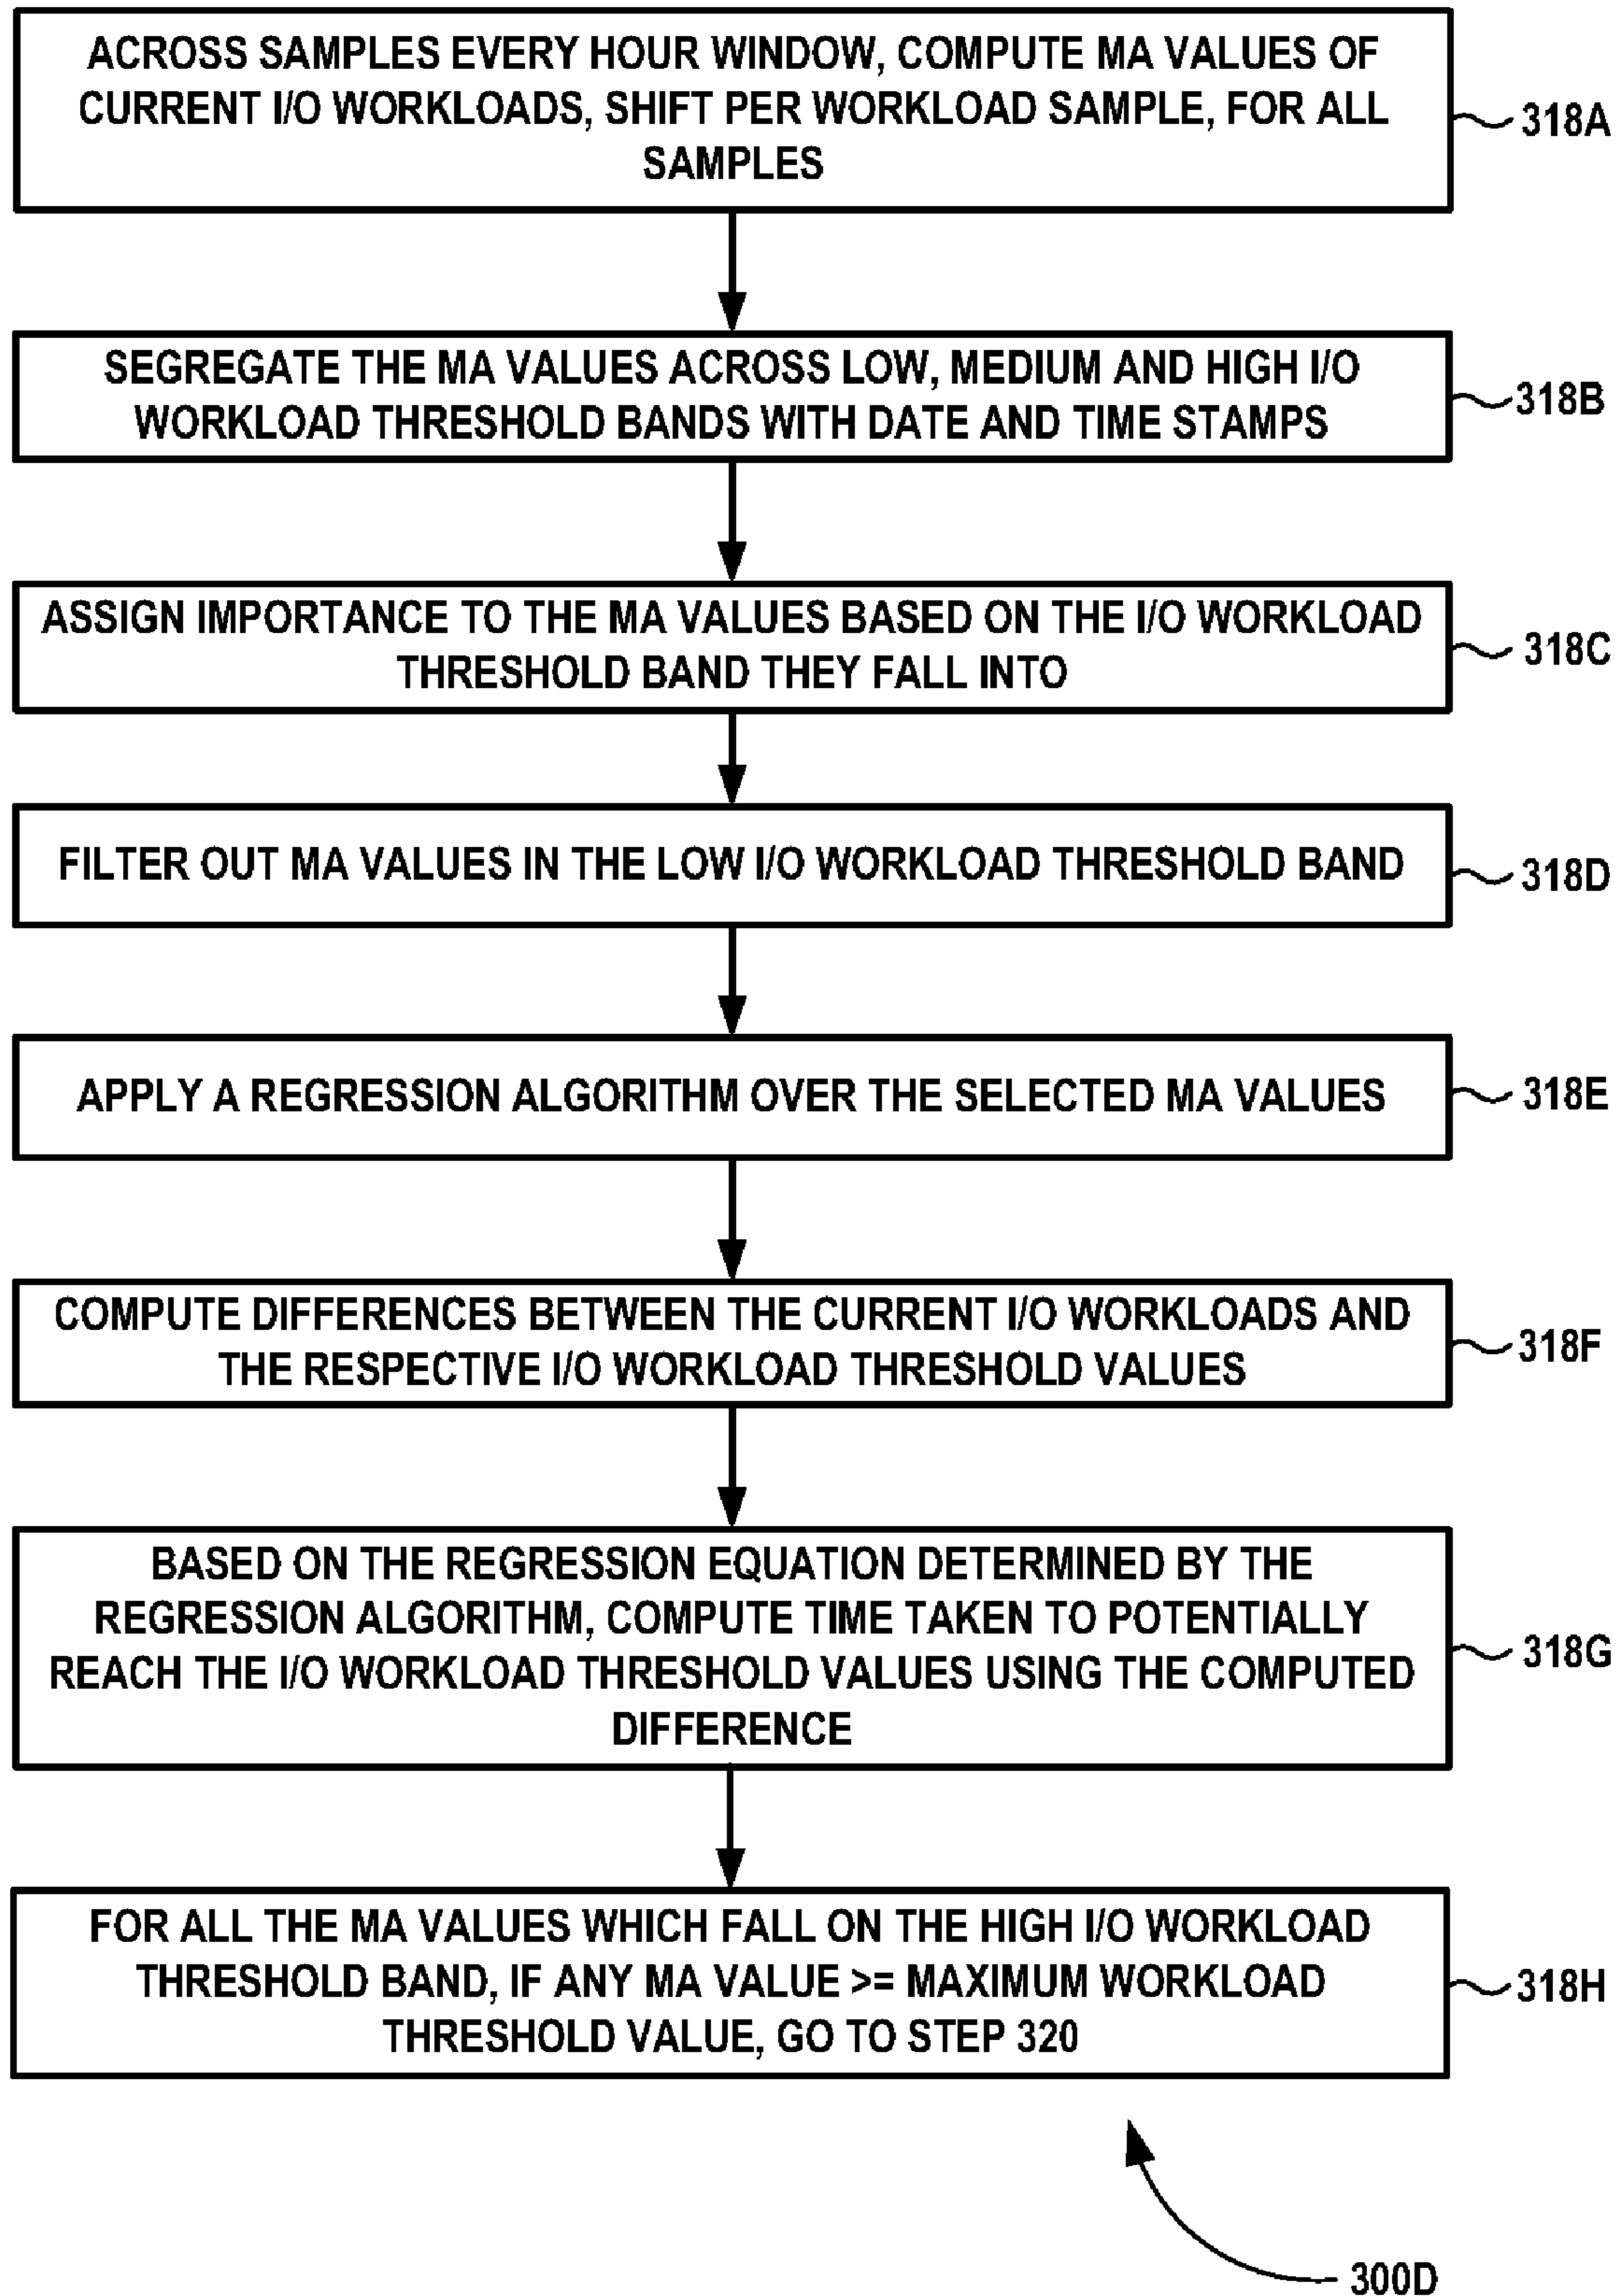 ACROSS SAMPLES EVERY HOUR WINDOW, COMPUTE MA VALUES OF
CURRENT I/O WORKLOADS, SHIFT PER WORKLOAD SAMPLE, FOR ALL
SAMPLES
318A
SEGREGATE THE MA VALUES ACROSS LOW, MEDIUM AND HIGH I/O
WORKLOAD THRESHOLD BANDS WITH DATE AND TIME STAMPS
318B
ASSIGN IMPORTANCE TO THE MA VALUES BASED ON THE I/O WORKLOAD
THRESHOLD BAND THEY FALL INTO
318C
FILTER OUT MA VALUES IN THE LOW I/O WORKLOAD THRESHOLD BAND
318D
APPLY A REGRESSION ALGORITHM OVER THE SELECTED MA VALUES
318E
COMPUTE DIFFERENCES BETWEEN THE CURRENT I/O WORKLOADS AND
THE RESPECTIVE I/O WORKLOAD THRESHOLD VALUES
318F
BASED ON THE REGRESSION EQUATION DETERMINED BY THE
REGRESSION ALGORITHM, COMPUTE TIME TAKEN TO POTENTIALLY
REACH THE I/O WORKLOAD THRESHOLD VALUES USING THE COMPUTED
DIFFERENCE
318G
FOR ALL THE MA VALUES WHICH FALL ON THE HIGH I/O WORKLOAD
THRESHOLD BAND, IF ANY MA VALUE >= MAXIMUM WORKLOAD
THRESHOLD VALUE, GO TO STEP 320
318H
300D